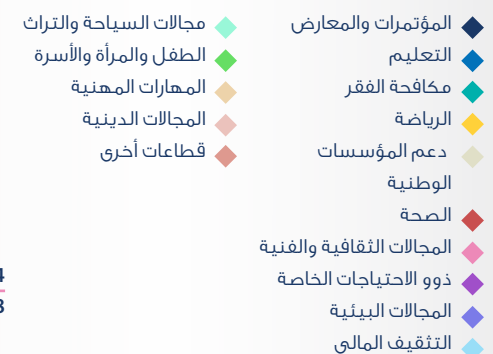 المؤتمرات والمعارض
التعليم
مكافحة الفقر
الرياضة
دعم المؤسسات
الوطنية
الصحة
المجالات الثقافية والفنية
ذوو الاحتياجات الخاصة
المجالات البيئية
التثقيف المالي
مجالات السياحة والتراث
الطفل والمرأة والأسرة
المهارات المهنية
المجالات الدينية
قطاعات أخرى